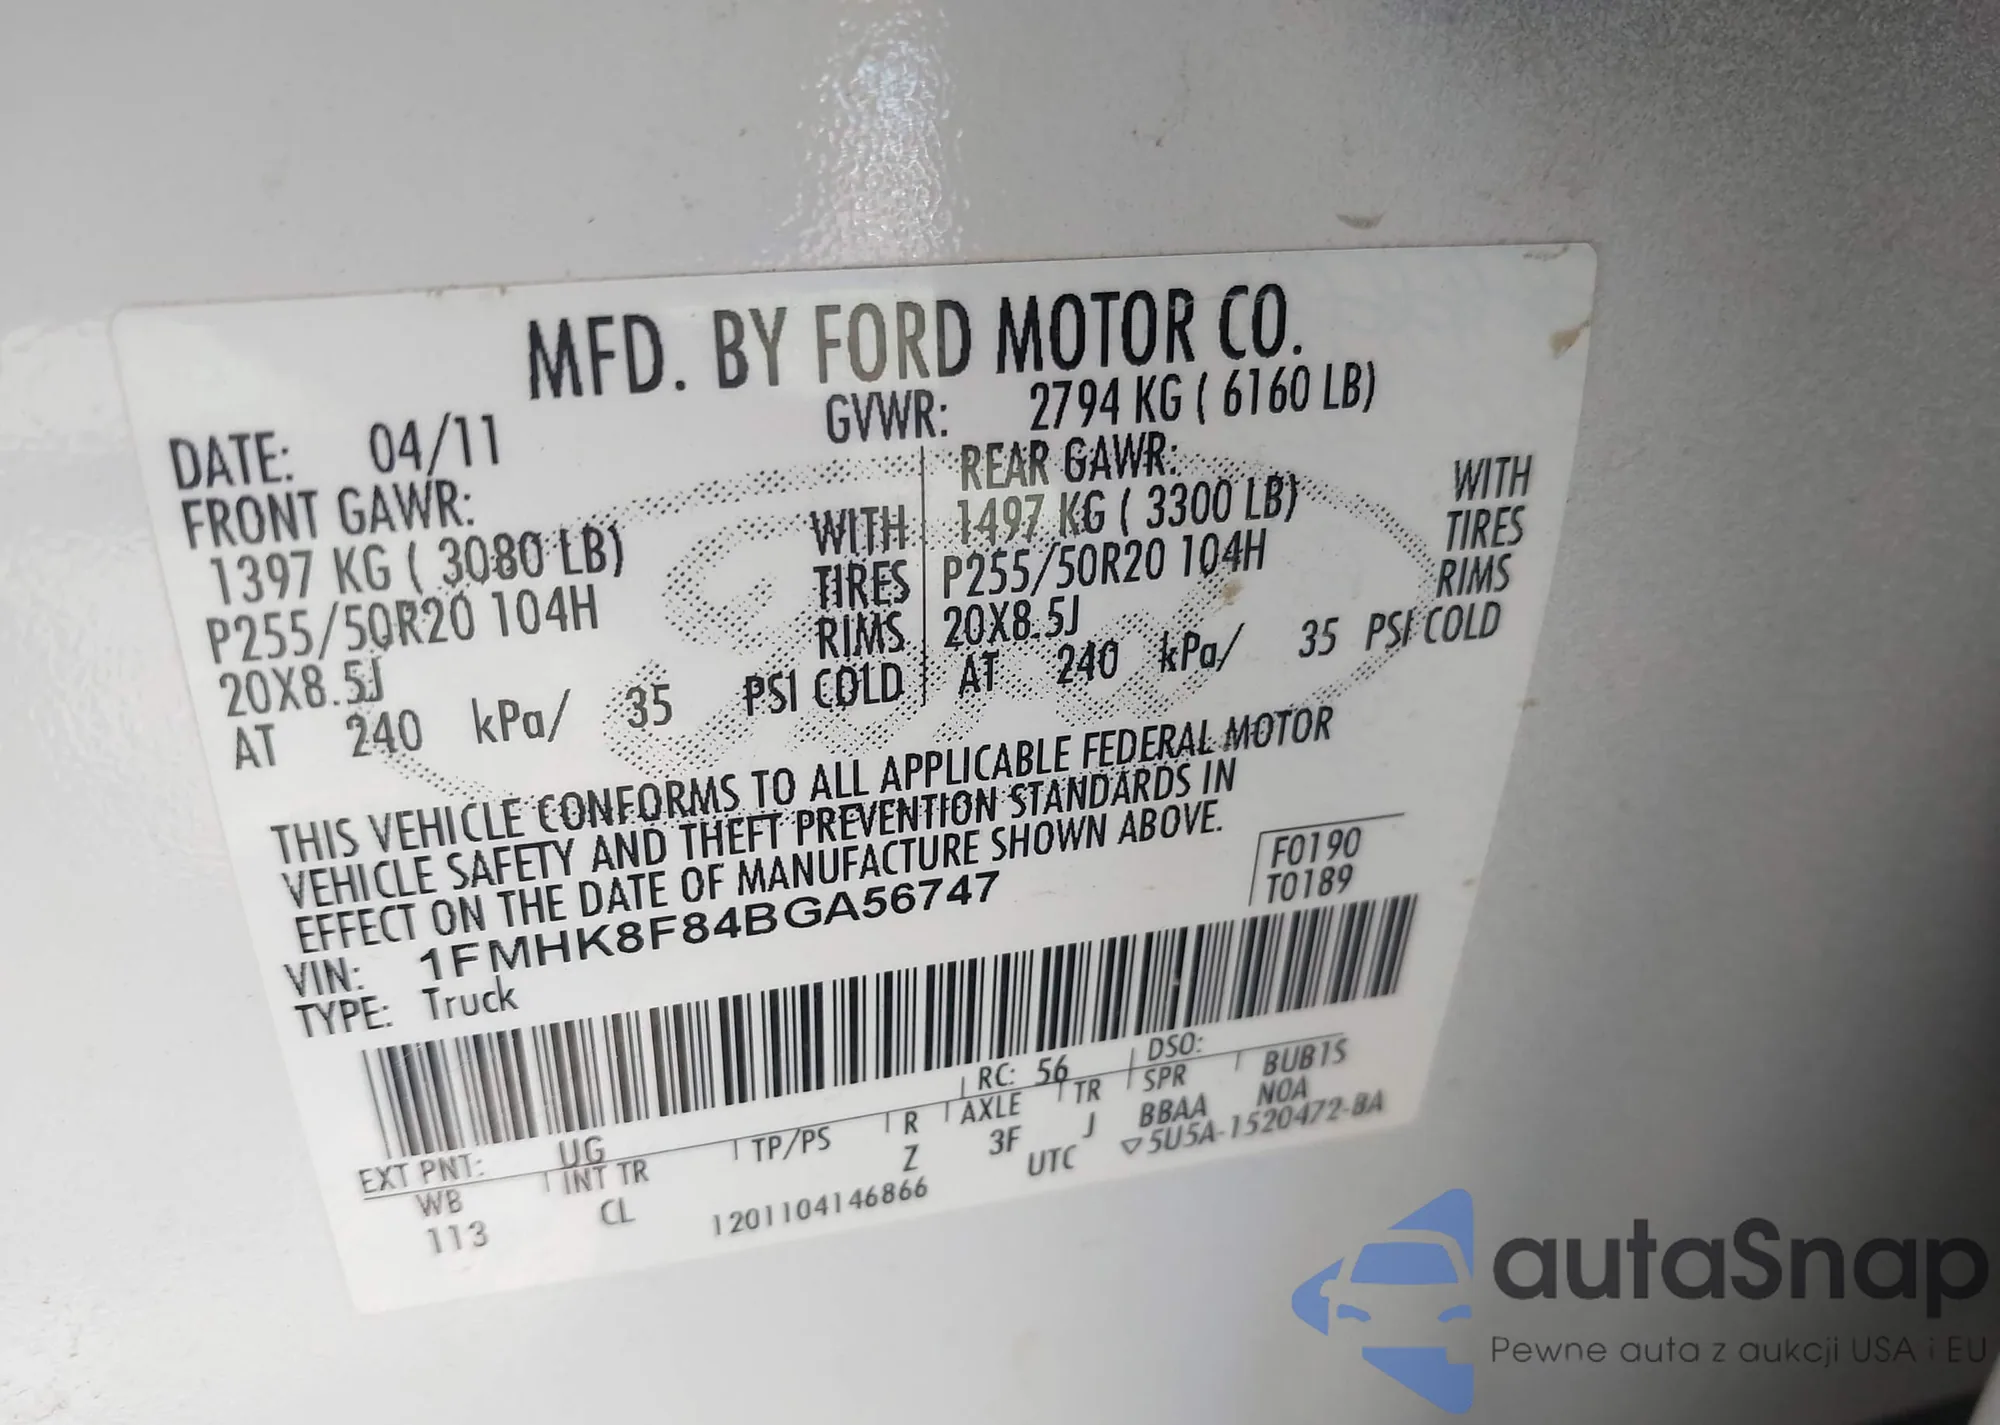 MFD. BY FORD MOTOR CO.
DATE: 04/11 GVWR: 2794 KG ( 6160 LB)
FRONT GAWR: REAR GAWR:
1397 KG ( 3080 LB) WITH 1497 KG ( 3300 LB) WITH
P255/50R20 104H TIRES P255/50R20 104H TIRES
20X8.5J RIMS 20X8.5J RIMS
AT 240 kPa/ 35 PSI COLD AT 240 kPa/ 35 PSI COLD
THIS VEHICLE CONFORMS TO ALL APPLICABLE FEDERAL MOTOR
VEHICLE SAFETY AND THEFT PREVENTION STANDARDS IN
EFFECT ON THE DATE OF MANUFACTURE SHOWN ABOVE.
F0190
T0189
VIN: 1FMHK8F84BGA56747
TYPE: Truck
EXT PNT: UG RC: 56 DSO: BUB1S
WB INT TR TP/PS R AXLE TR SPR NOA
113 CL Z 3F J BBAA
1201104146866 UTC ▽5U5A-1520472-BA
autaSnap
Pewne auta z aukcji USA i EU